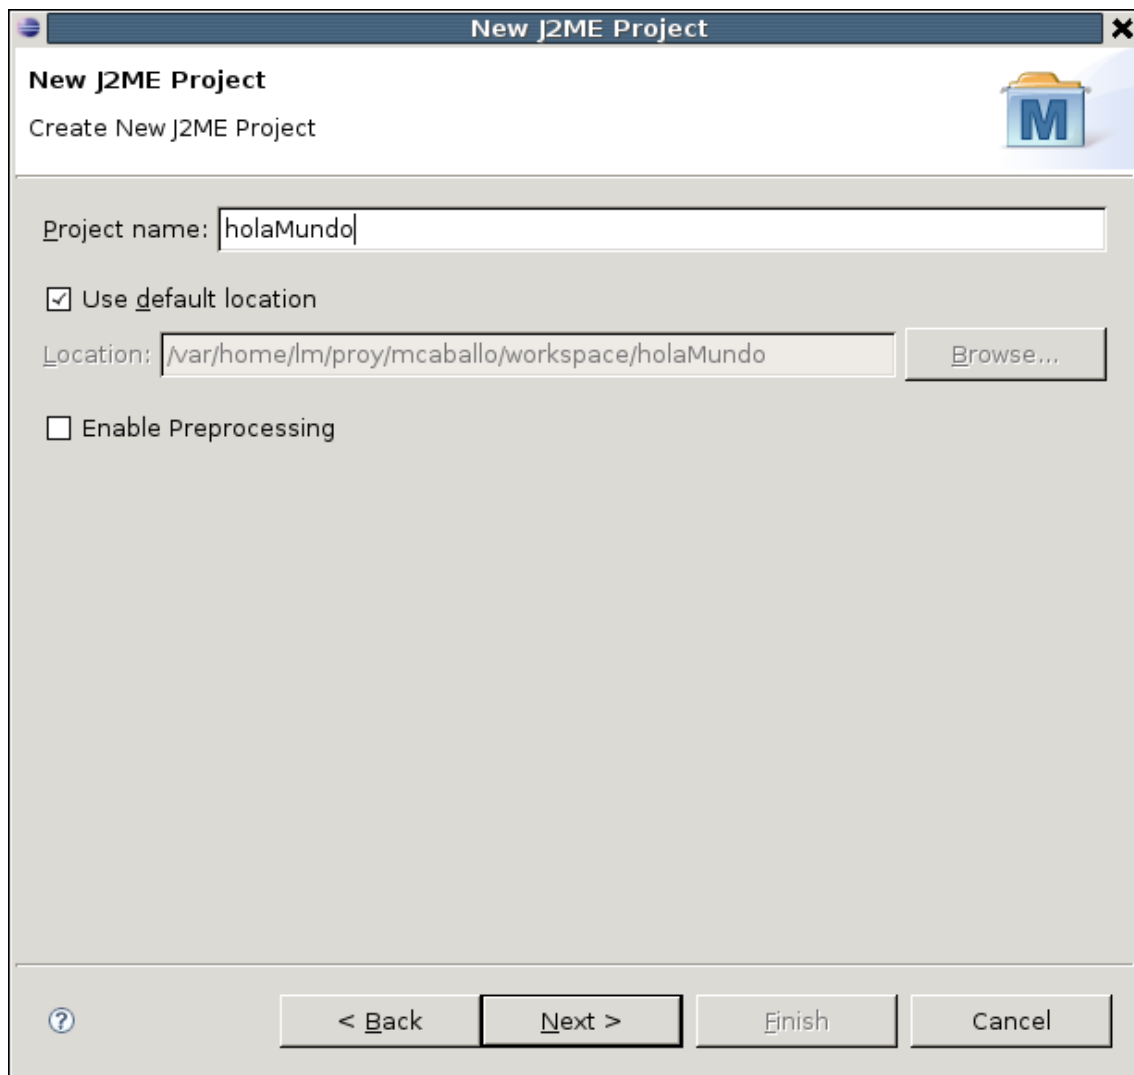 New J2ME Project
New J2ME Project
Create New J2ME Project
M
Project name: holaMundo
Use default location
Location: /var/home/lm/proy/mcaballo/workspace/holaMundo Browse...
Enable Preprocessing
? < Back Next > Finish Cancel